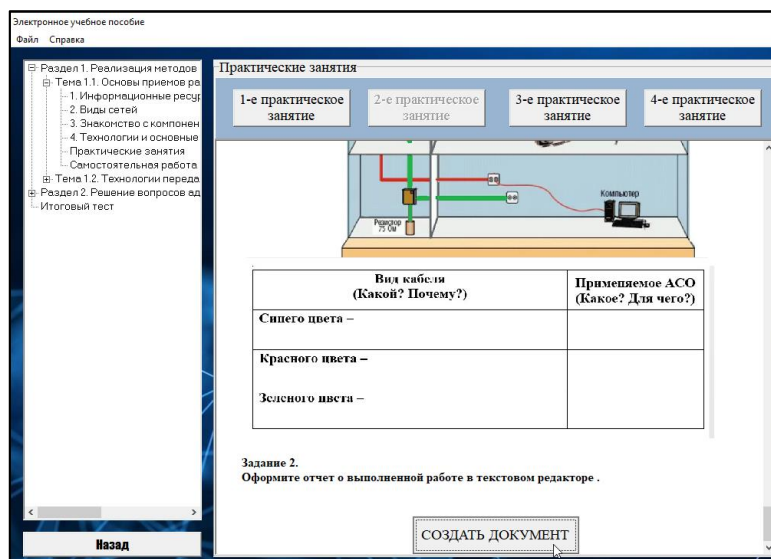 Электронное учебное пособие
Файл Справка
Раздел 1. Реализация методов
Тема 1.1. Основы приемов ра
1. Информационные ресур
2. Виды сетей
3. Знакомство с компонен
4. Технологии и основные
Практические занятия
Самостоятельная работа
Тема 1.2. Технологии переда
Раздел 2. Решение вопросов ад
Итоговый тест
Назад
Практические занятия
1-е практическое
занятие
2-е практическое
занятие
3-е практическое
занятие
4-е практическое
занятие
Компьютер
Резистор
75 Ом
Вид кабеля
(Какой? Почему?)
Применяемое АСО
(Какое? Для чего?)
Синего цвета –
Красного цвета –
Зеленого цвета –
Задание 2.
Оформите отчет о выполненной работе в текстовом редакторе .
СОЗДАТЬ ДОКУМЕНТ